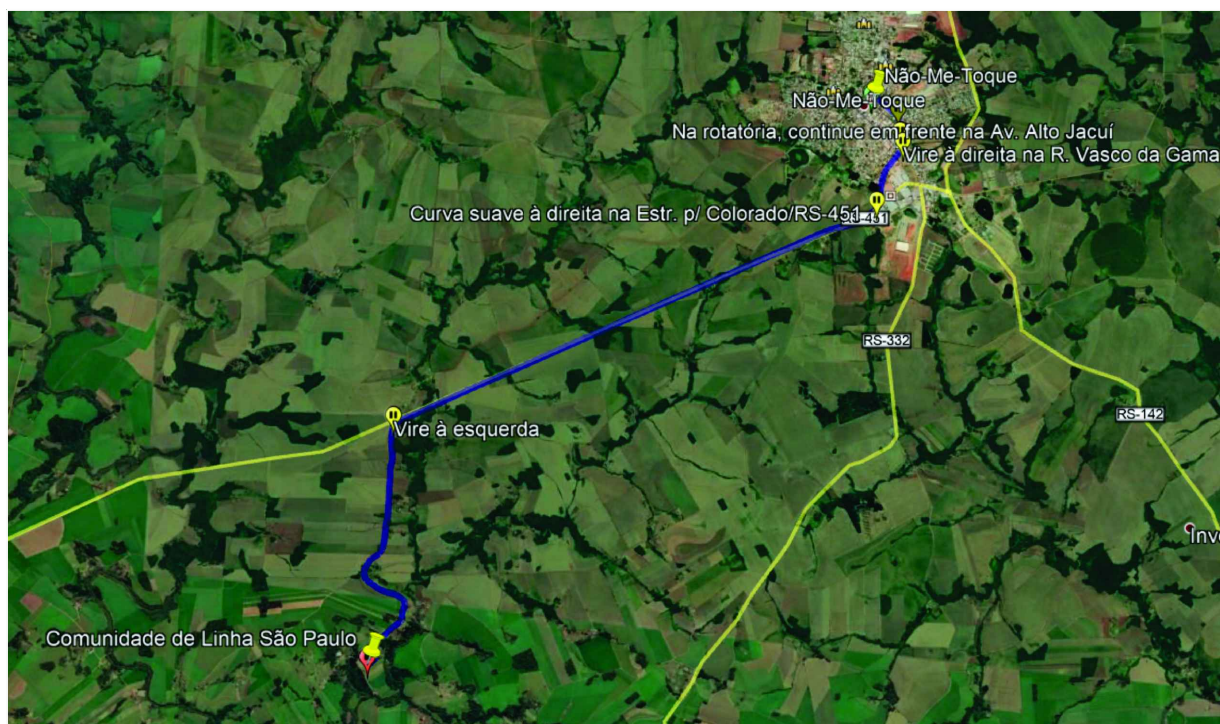 Não-Me-Toque
Não-Me-Toque
Na rotatória, continue em frente na Av. Alto Jacuí
Vire à direita na R. Vasco da Gama
Curva suave à direita na Estr. p/ Colorado/RS-451
RS-332
RS-142
Vire à esquerda
Comunidade de Linha São Paulo